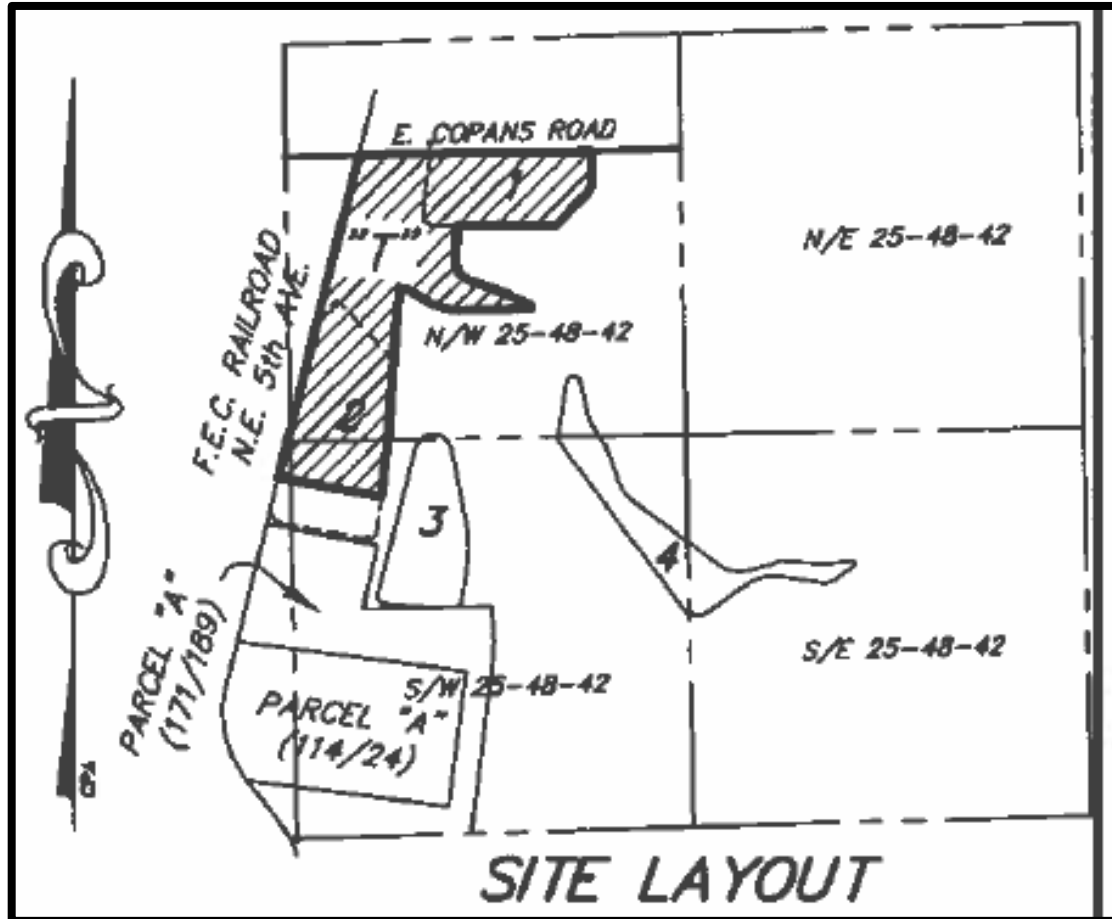 E. COPANS ROAD
1
"T"
N/E 25-48-42
F.E.C. RAILROAD
N.E. 5th AVE.
N/W 25-48-42
2
3
4
PARCEL "A"
(171/189)
S/W 25-48-42
S/E 25-48-42
PARCEL "A"
(114/24)
SITE LAYOUT